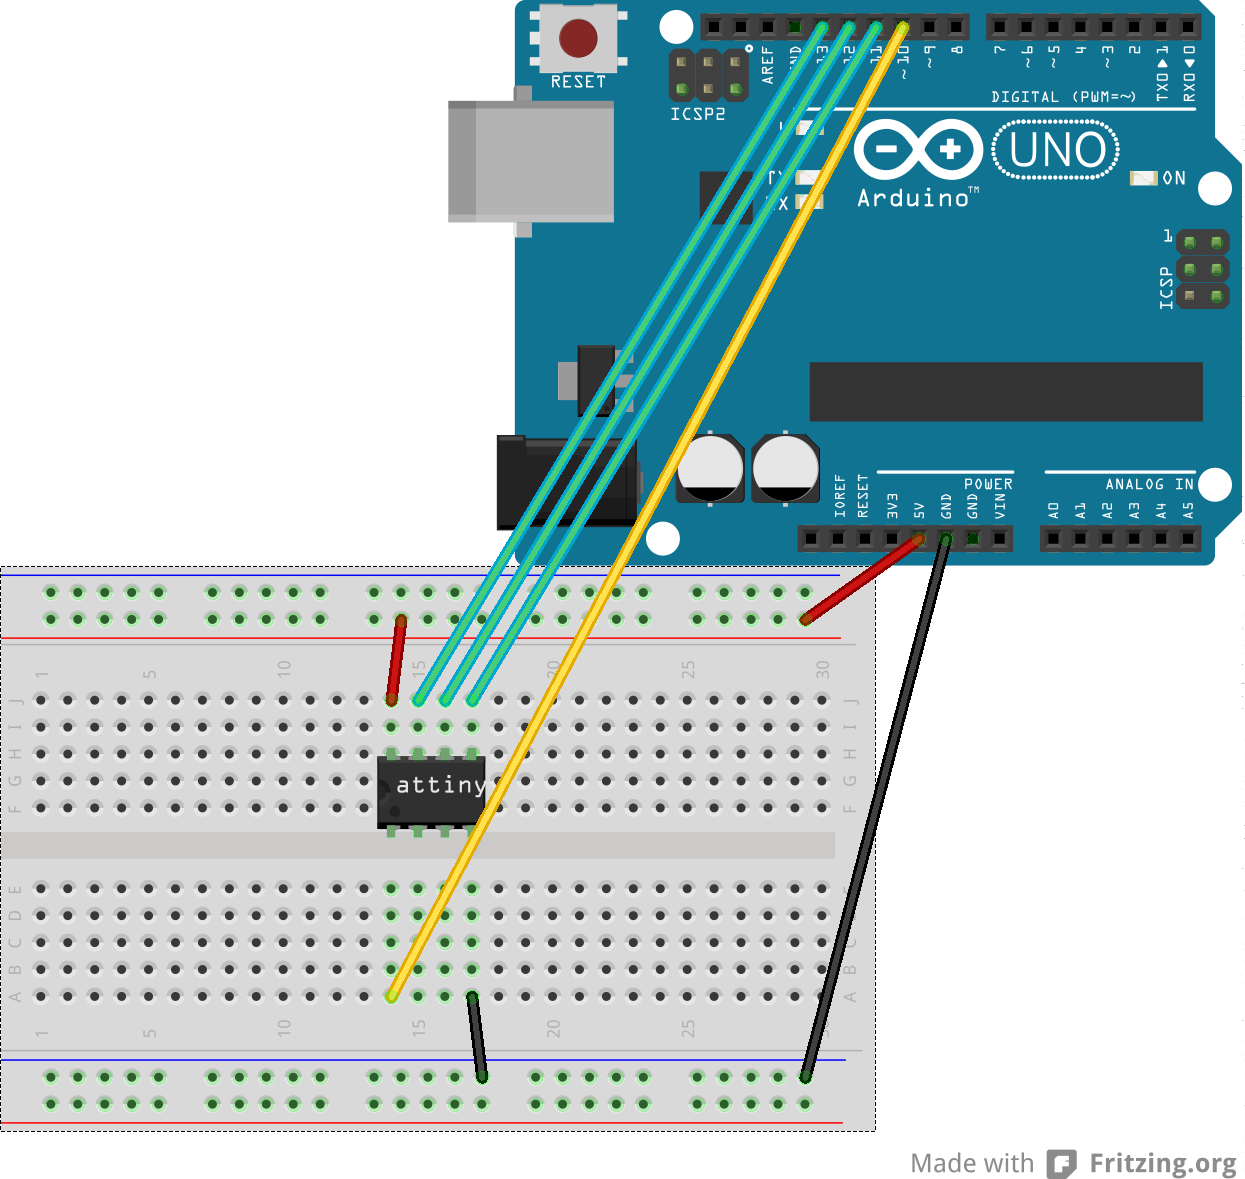 RESET
ICSP2
AREF
GND
13
12
11
~10
~9
8
7
~6
~5
4
~3
2
TX0▶1
RX0◀0
DIGITAL (PWM=~)
UNO
Arduino™
ON
1
ICSP
POWER
ANALOG IN
IOREF
RESET
3V3
5V
GND
GND
VIN
A0
A1
A2
A3
A4
A5
1
5
10
15
20
25
30
J
J
I
I
H
H
G
G
F
F
attiny
E
D
D
C
C
B
B
A
A
1
5
10
15
20
25
Made with Fritzing.org